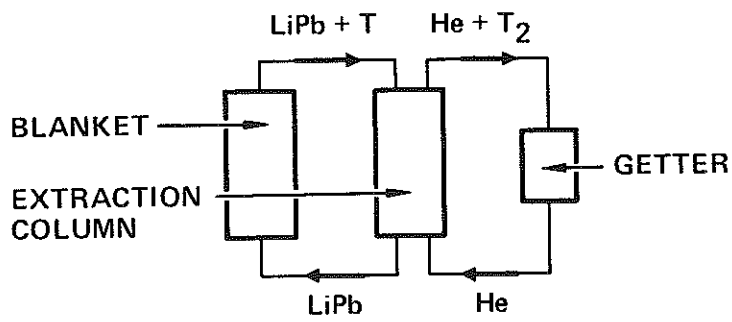 LiPb + T
He + T₂
BLANKET
EXTRACTION
COLUMN
GETTER
LiPb
He